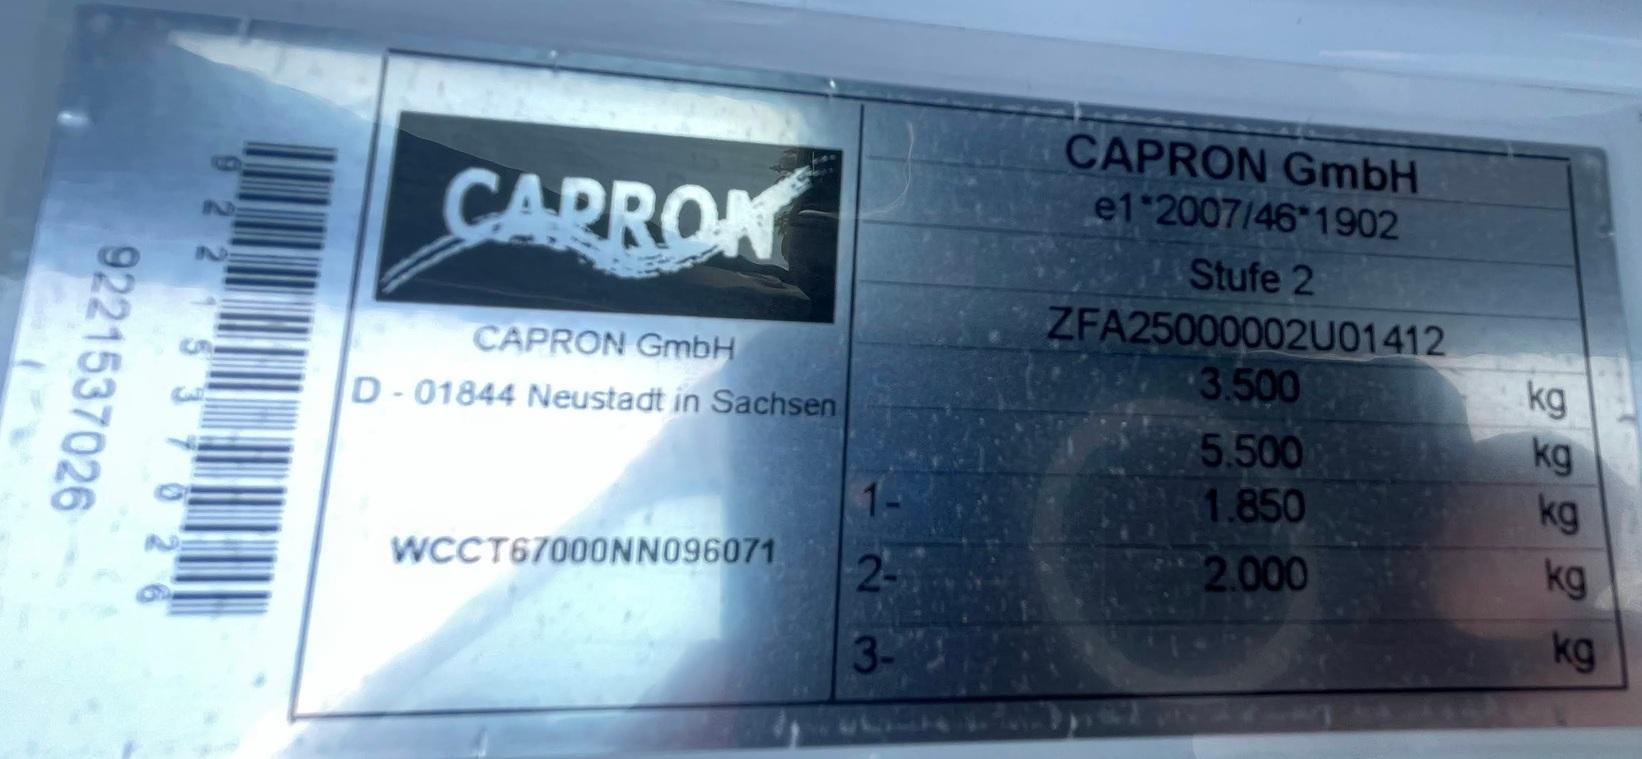 9221537026
9221537026
CAPRON
CAPRON GmbH
D - 01844 Neustadt in Sachsen
WCCT67000NN096071
CAPRON GmbH
e1*2007/46*1902
Stufe 2
ZFA25000002U01412
3.500 kg
5.500 kg
1- 1.850 kg
2- 2.000 kg
3- kg